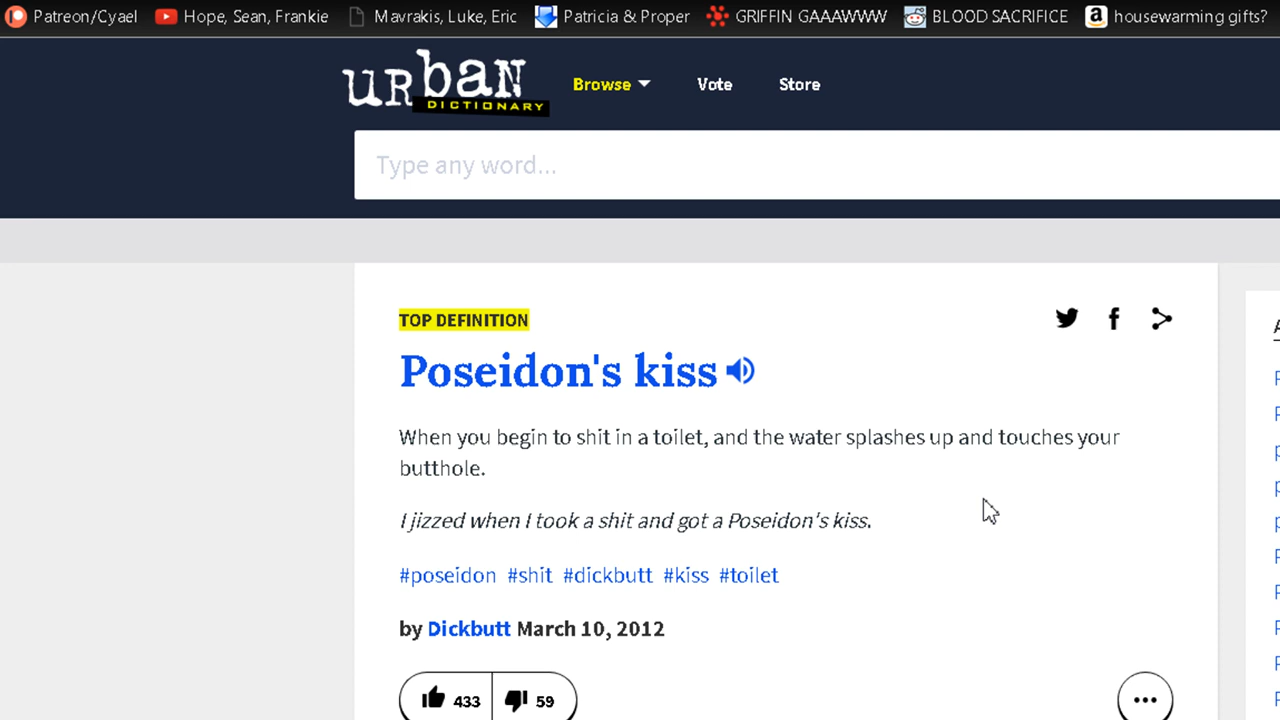 Patreon/Cyael Hope, Sean, Frankie Mavrakis, Luke, Eric Patricia & Proper GRIFFIN GAAAWWW BLOOD SACRIFICE housewarming gifts?
urban DICTIONARY Browse Vote Store
Type any word...
TOP DEFINITION
Poseidon's kiss
When you begin to shit in a toilet, and the water splashes up and touches your
butthole.
I jizzed when I took a shit and got a Poseidon's kiss.
#poseidon #shit #dickbutt #kiss #toilet
by Dickbutt March 10, 2012
433 59